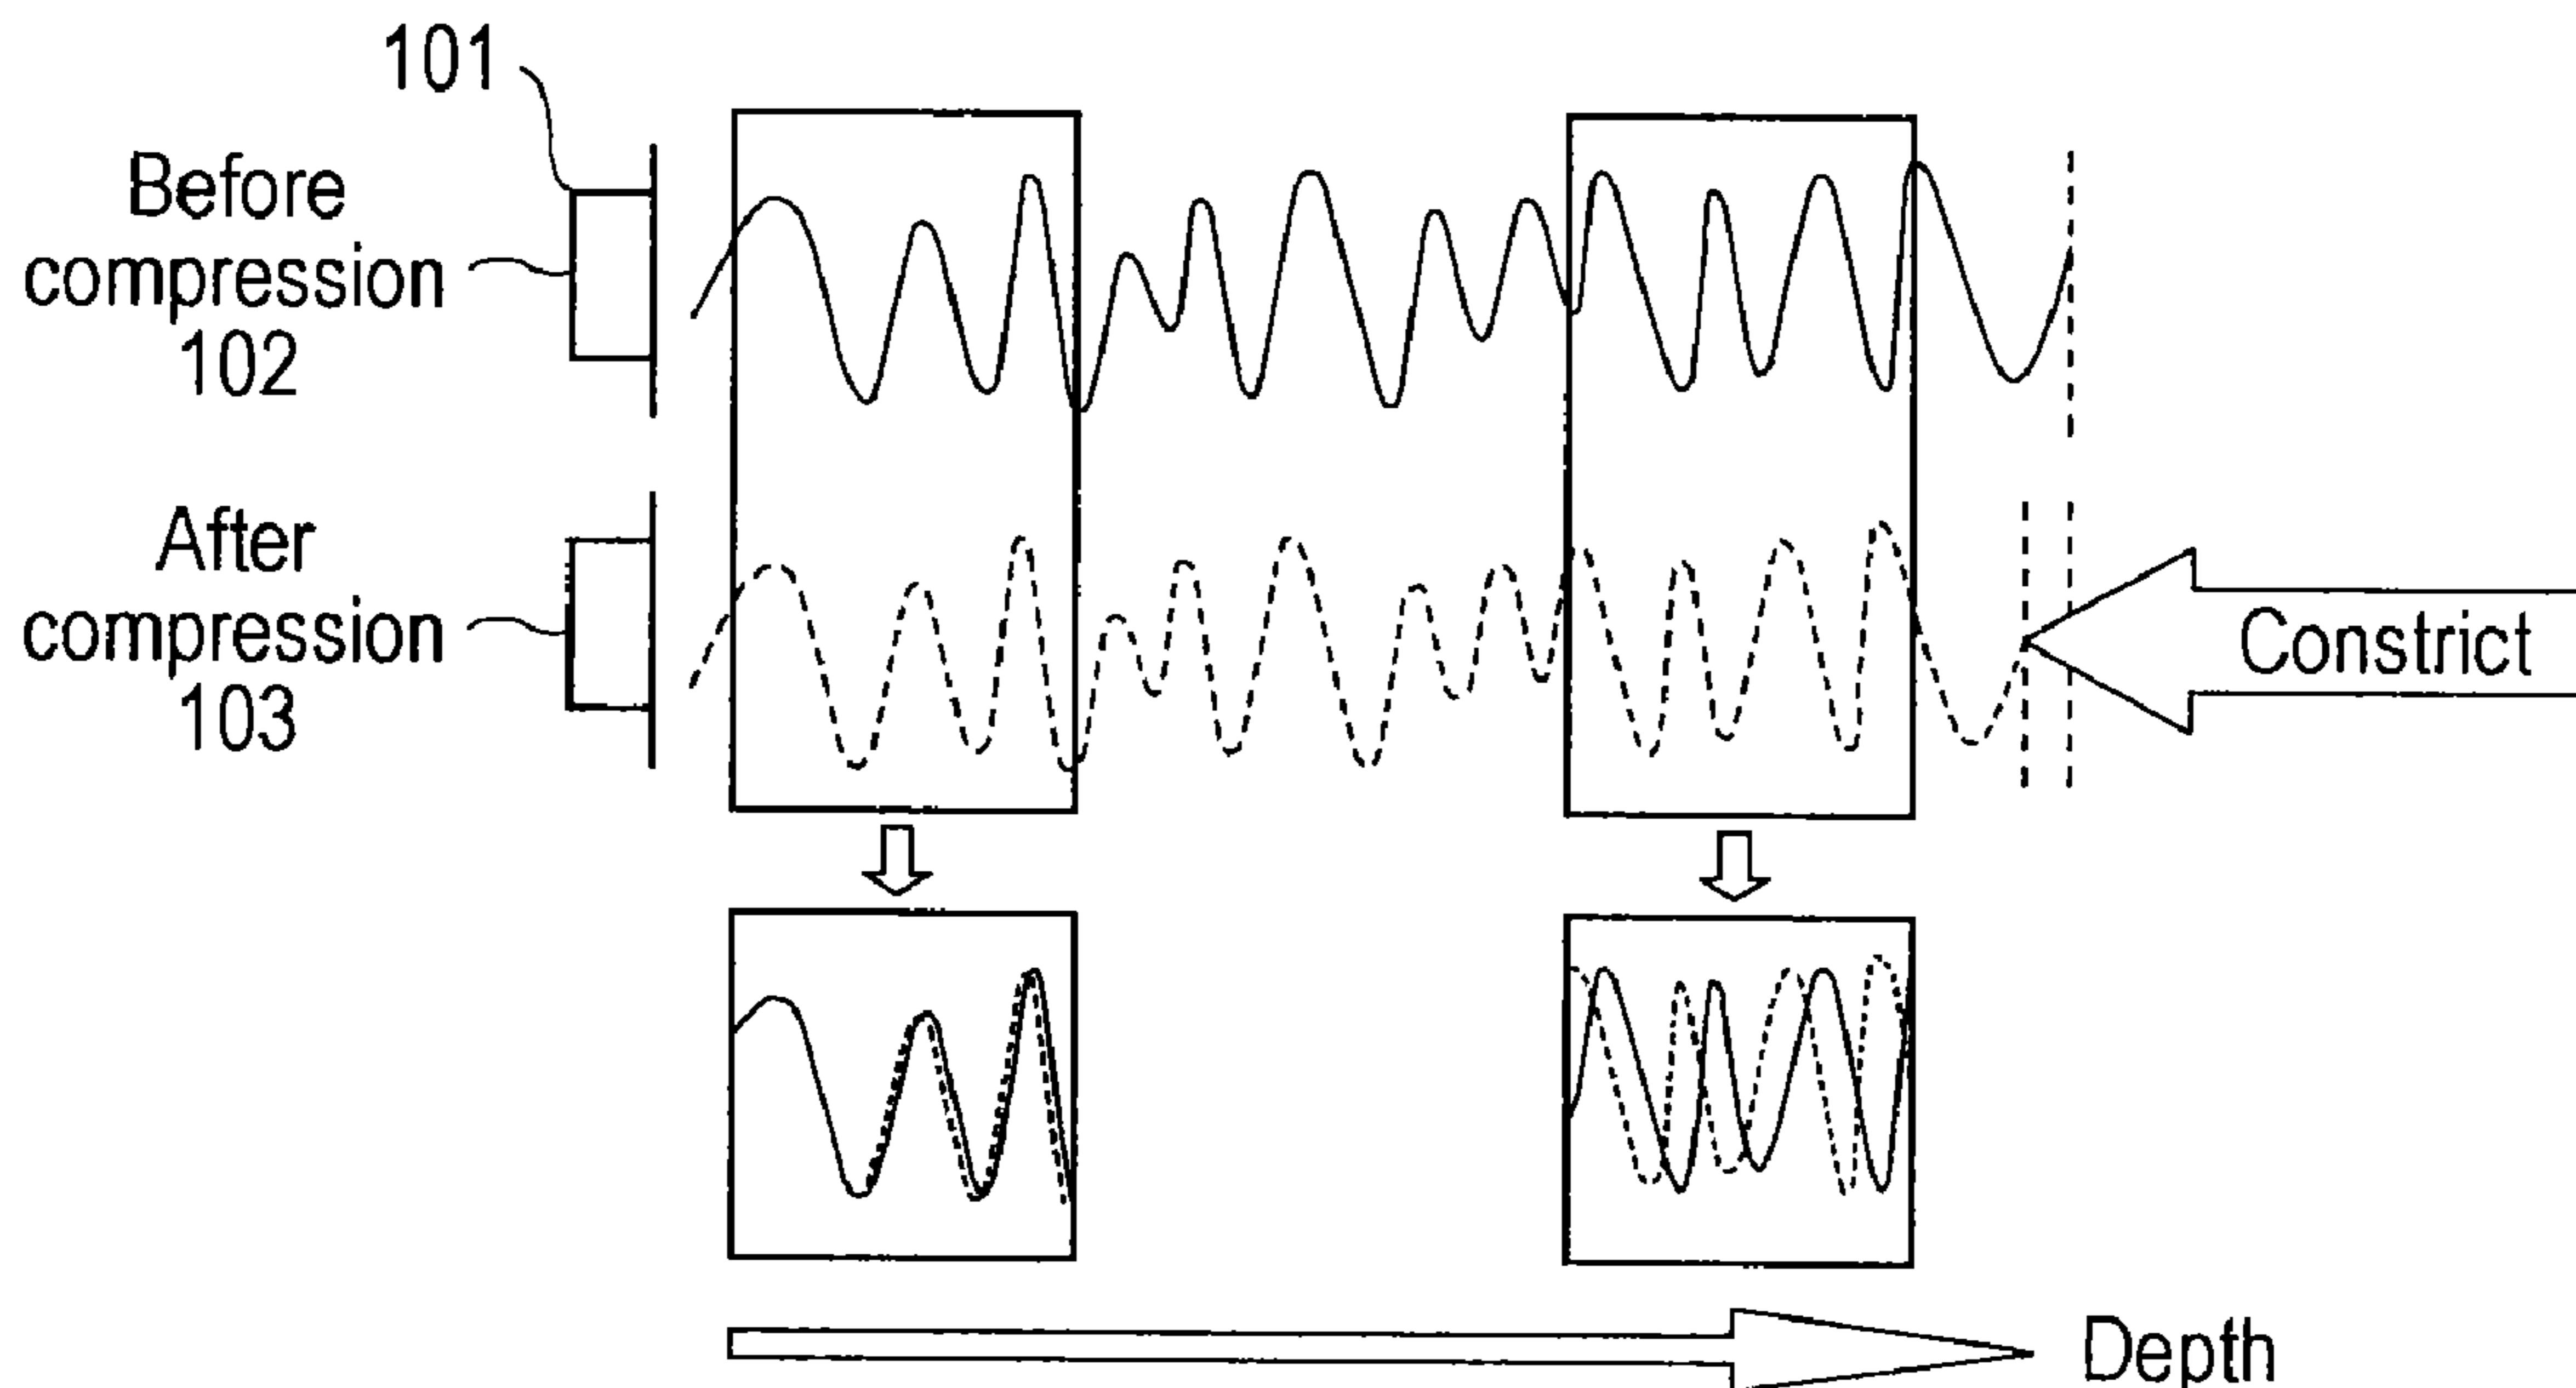 101
Before
compression
102
After
compression
103
Constrict
Depth